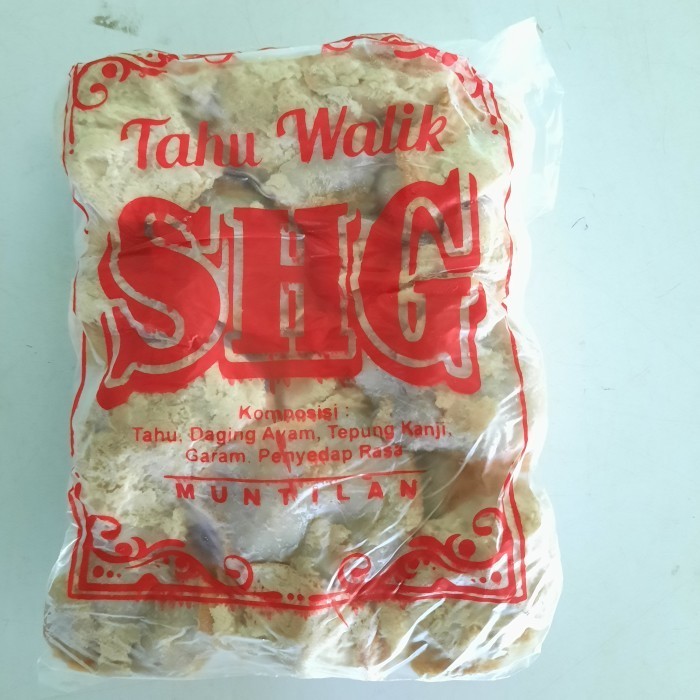 Tahu Walik
SHG
Komposisi :
Tahu, Daging Ayam, Tepung Kanji,
Garam, Penyedap Rasa
MUNTILAN